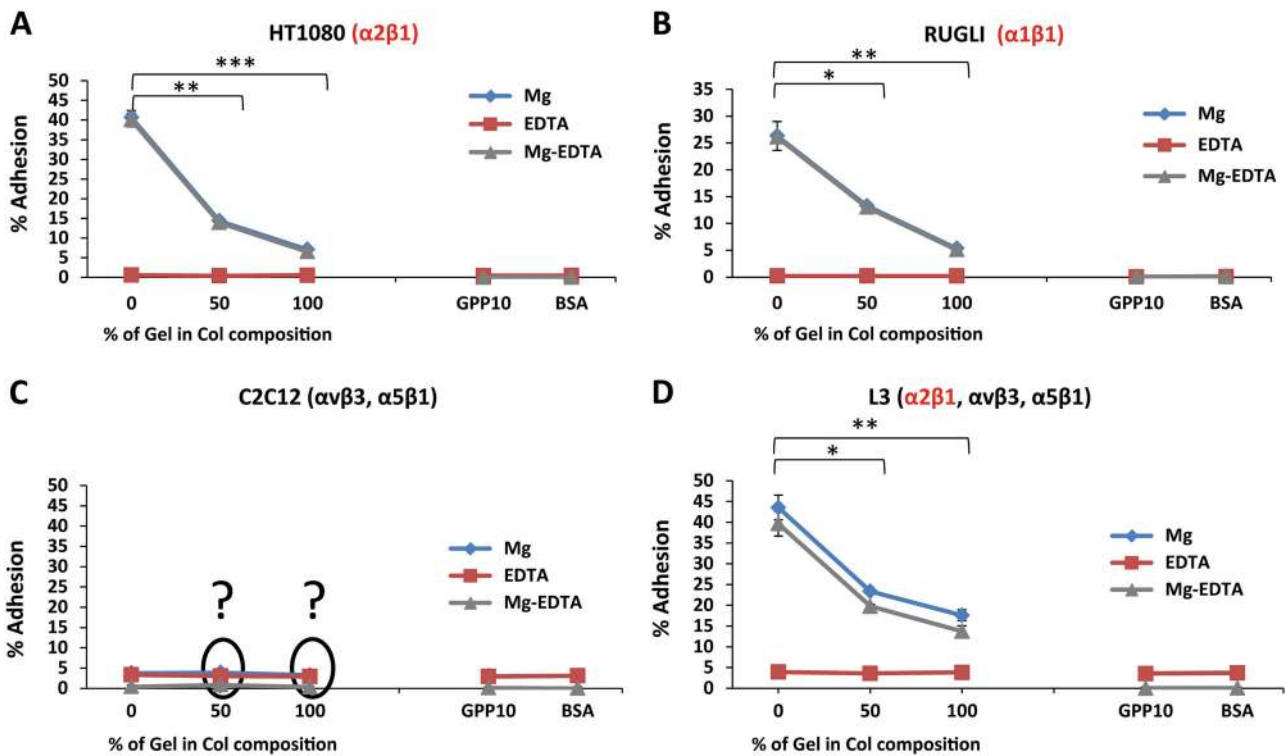 A
HT1080 (α2β1)
***
**
50
45
40
35
30
25
20
15
10
5
0
% Adhesion
Mg
EDTA
Mg-EDTA
0 50 100 GPP10 BSA
% of Gel in Col composition
B
RUGLI (α1β1)
**
*
35
30
25
20
15
10
5
0
% Adhesion
Mg
EDTA
Mg-EDTA
0 50 100 GPP10 BSA
% of Gel in Col composition
C
C2C12 (αvβ3, α5β1)
50
45
40
35
30
25
20
15
10
5
0
% Adhesion
Mg
EDTA
Mg-EDTA
? ?
0 50 100 GPP10 BSA
% of Gel in Col composition
D
L3 (α2β1, αvβ3, α5β1)
**
*
50
45
40
35
30
25
20
15
10
5
0
% Adhesion
Mg
EDTA
Mg-EDTA
0 50 100 GPP10 BSA
% of Gel in Col composition